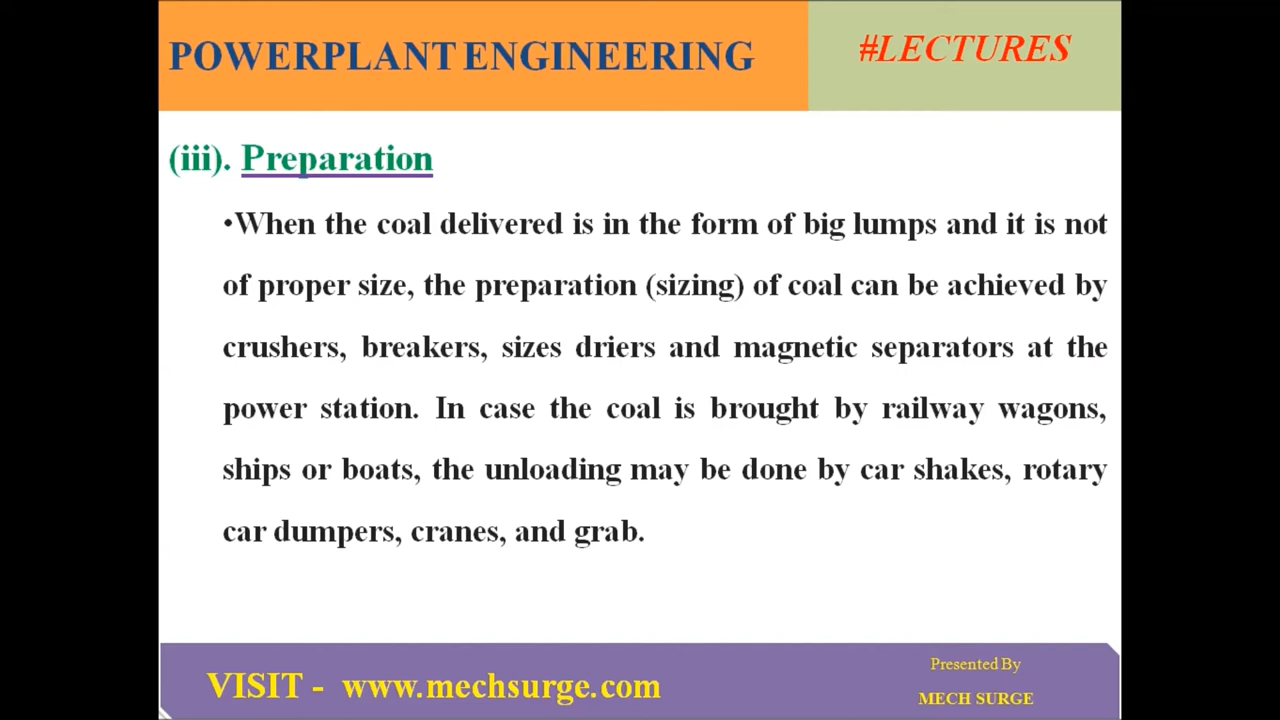 POWERPLANT ENGINEERING
#LECTURES
(iii). Preparation
•When the coal delivered is in the form of big lumps and it is not
of proper size, the preparation (sizing) of coal can be achieved by
crushers, breakers, sizes driers and magnetic separators at the
power station. In case the coal is brought by railway wagons,
ships or boats, the unloading may be done by car shakes, rotary
car dumpers, cranes, and grab.
VISIT - www.mechsurge.com
Presented By
MECH SURGE